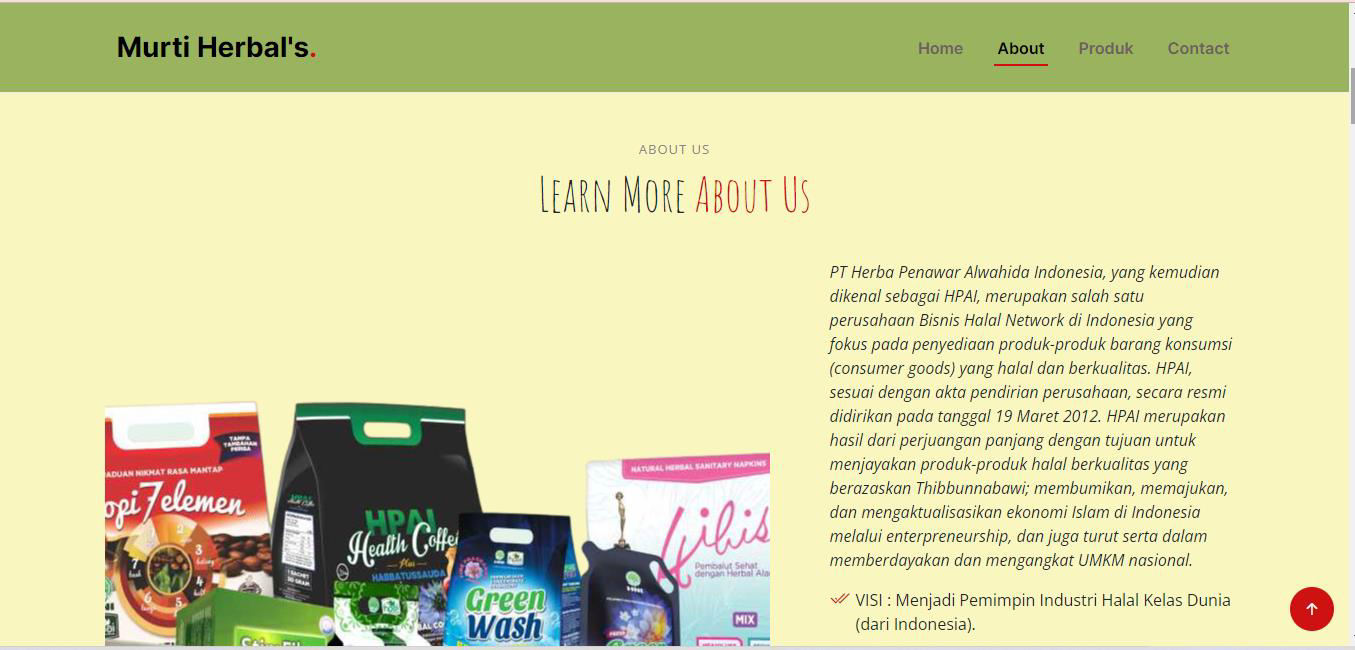 Murti Herbal's.
Home About Produk Contact
ABOUT US
Learn More About Us
PT Herba Penawar Alwahida Indonesia, yang kemudian
dikenal sebagai HPAI, merupakan salah satu
perusahaan Bisnis Halal Network di Indonesia yang
fokus pada penyediaan produk-produk barang konsumsi
(consumer goods) yang halal dan berkualitas. HPAI,
sesuai dengan akta pendirian perusahaan, secara resmi
didirikan pada tanggal 19 Maret 2012. HPAI merupakan
hasil dari perjuangan panjang dengan tujuan untuk
menjayakan produk-produk halal berkualitas yang
berazaskan Thibbunnabawi; membumikan, memajukan,
dan mengaktualisasikan ekonomi Islam di Indonesia
melalui enterpreneurship, dan juga turut serta dalam
memberdayakan dan mengangkat UMKM nasional.
VISI : Menjadi Pemimpin Industri Halal Kelas Dunia
(dari Indonesia).
TANPA
TAMBAHAN
PERISA
PADUAN NIKMAT RASA MANTAP
opi 7 elemen
HPAI
Health Coffee
Plus
HABBATUSSAUDA
Green
Wash
NATURAL HERBAL SANITARY NAPKINS
Pembalut Sehat
dengan Herbal Ala
MIX